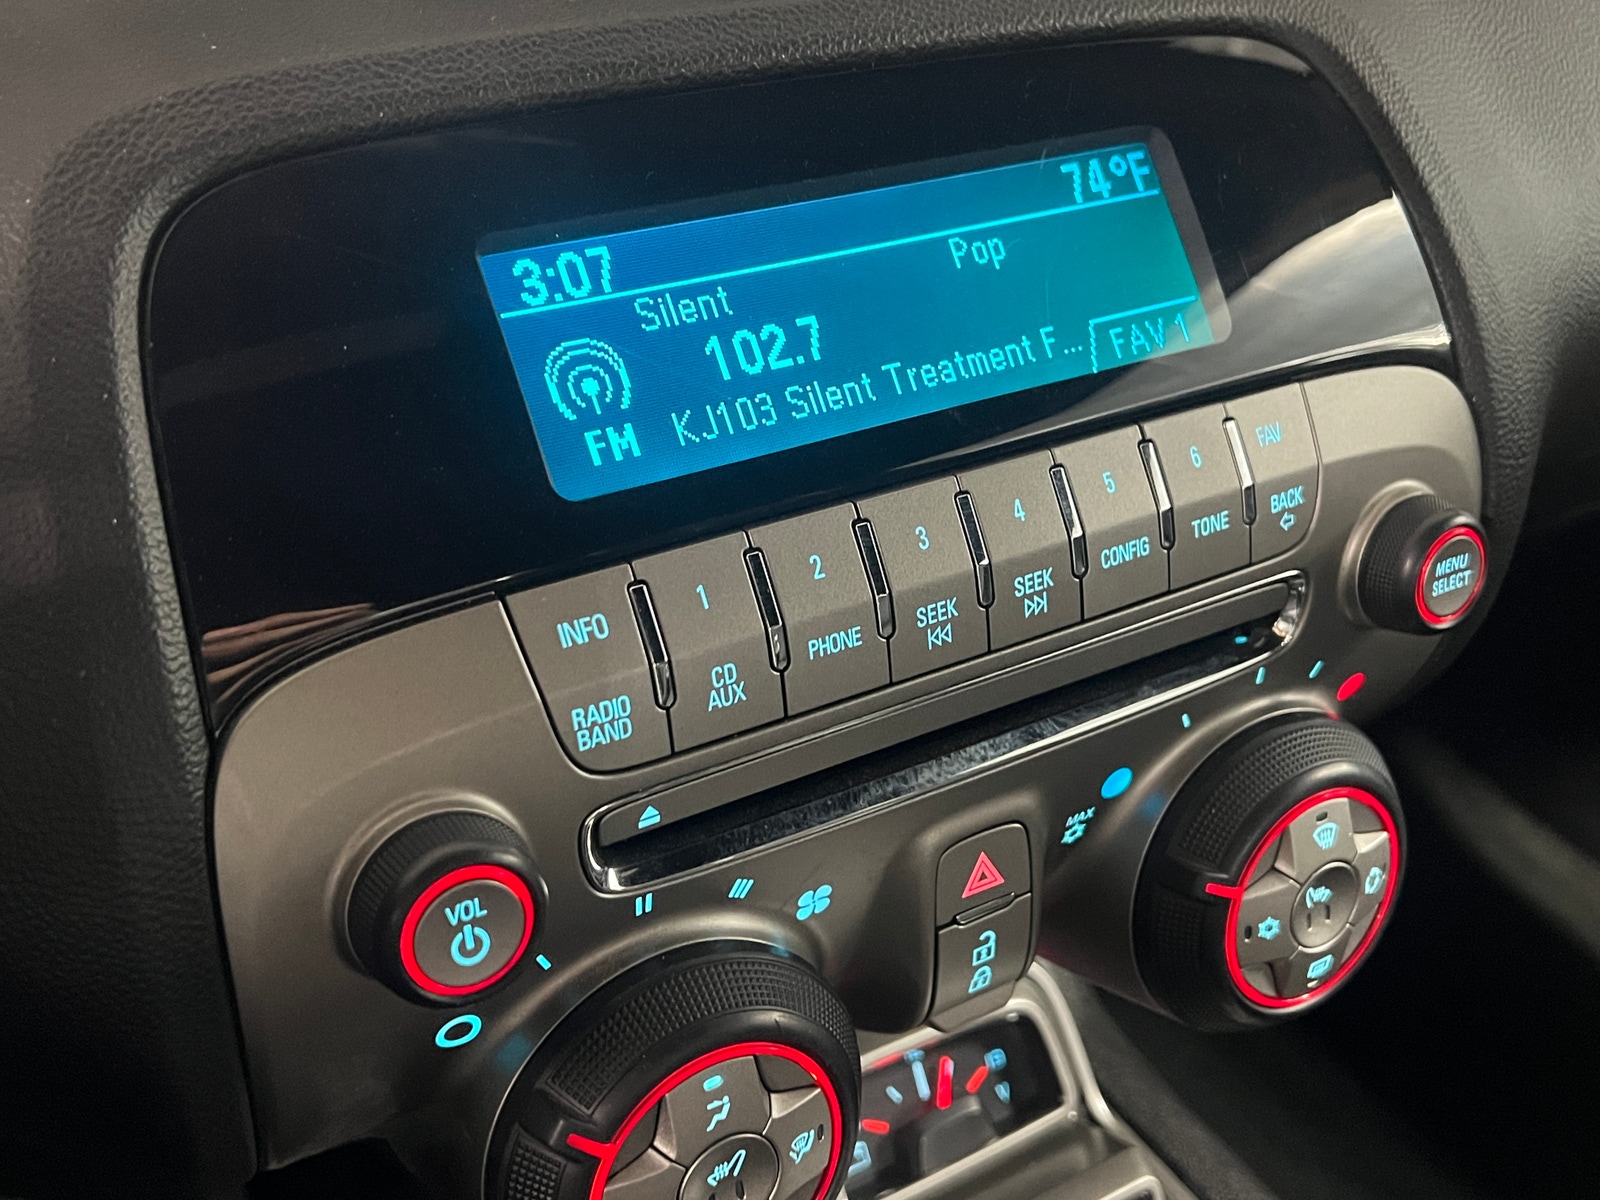 74°F
3:07
Pop
Silent
102.7
FAV 1
KJ103 Silent Treatment F...
FM
INFO
1
2
3
4
5
6
FAV
RADIO
BAND
CD
AUX
PHONE
SEEK
SEEK
CONFIG
TONE
BACK
MENU
SELECT
VOL
MAX